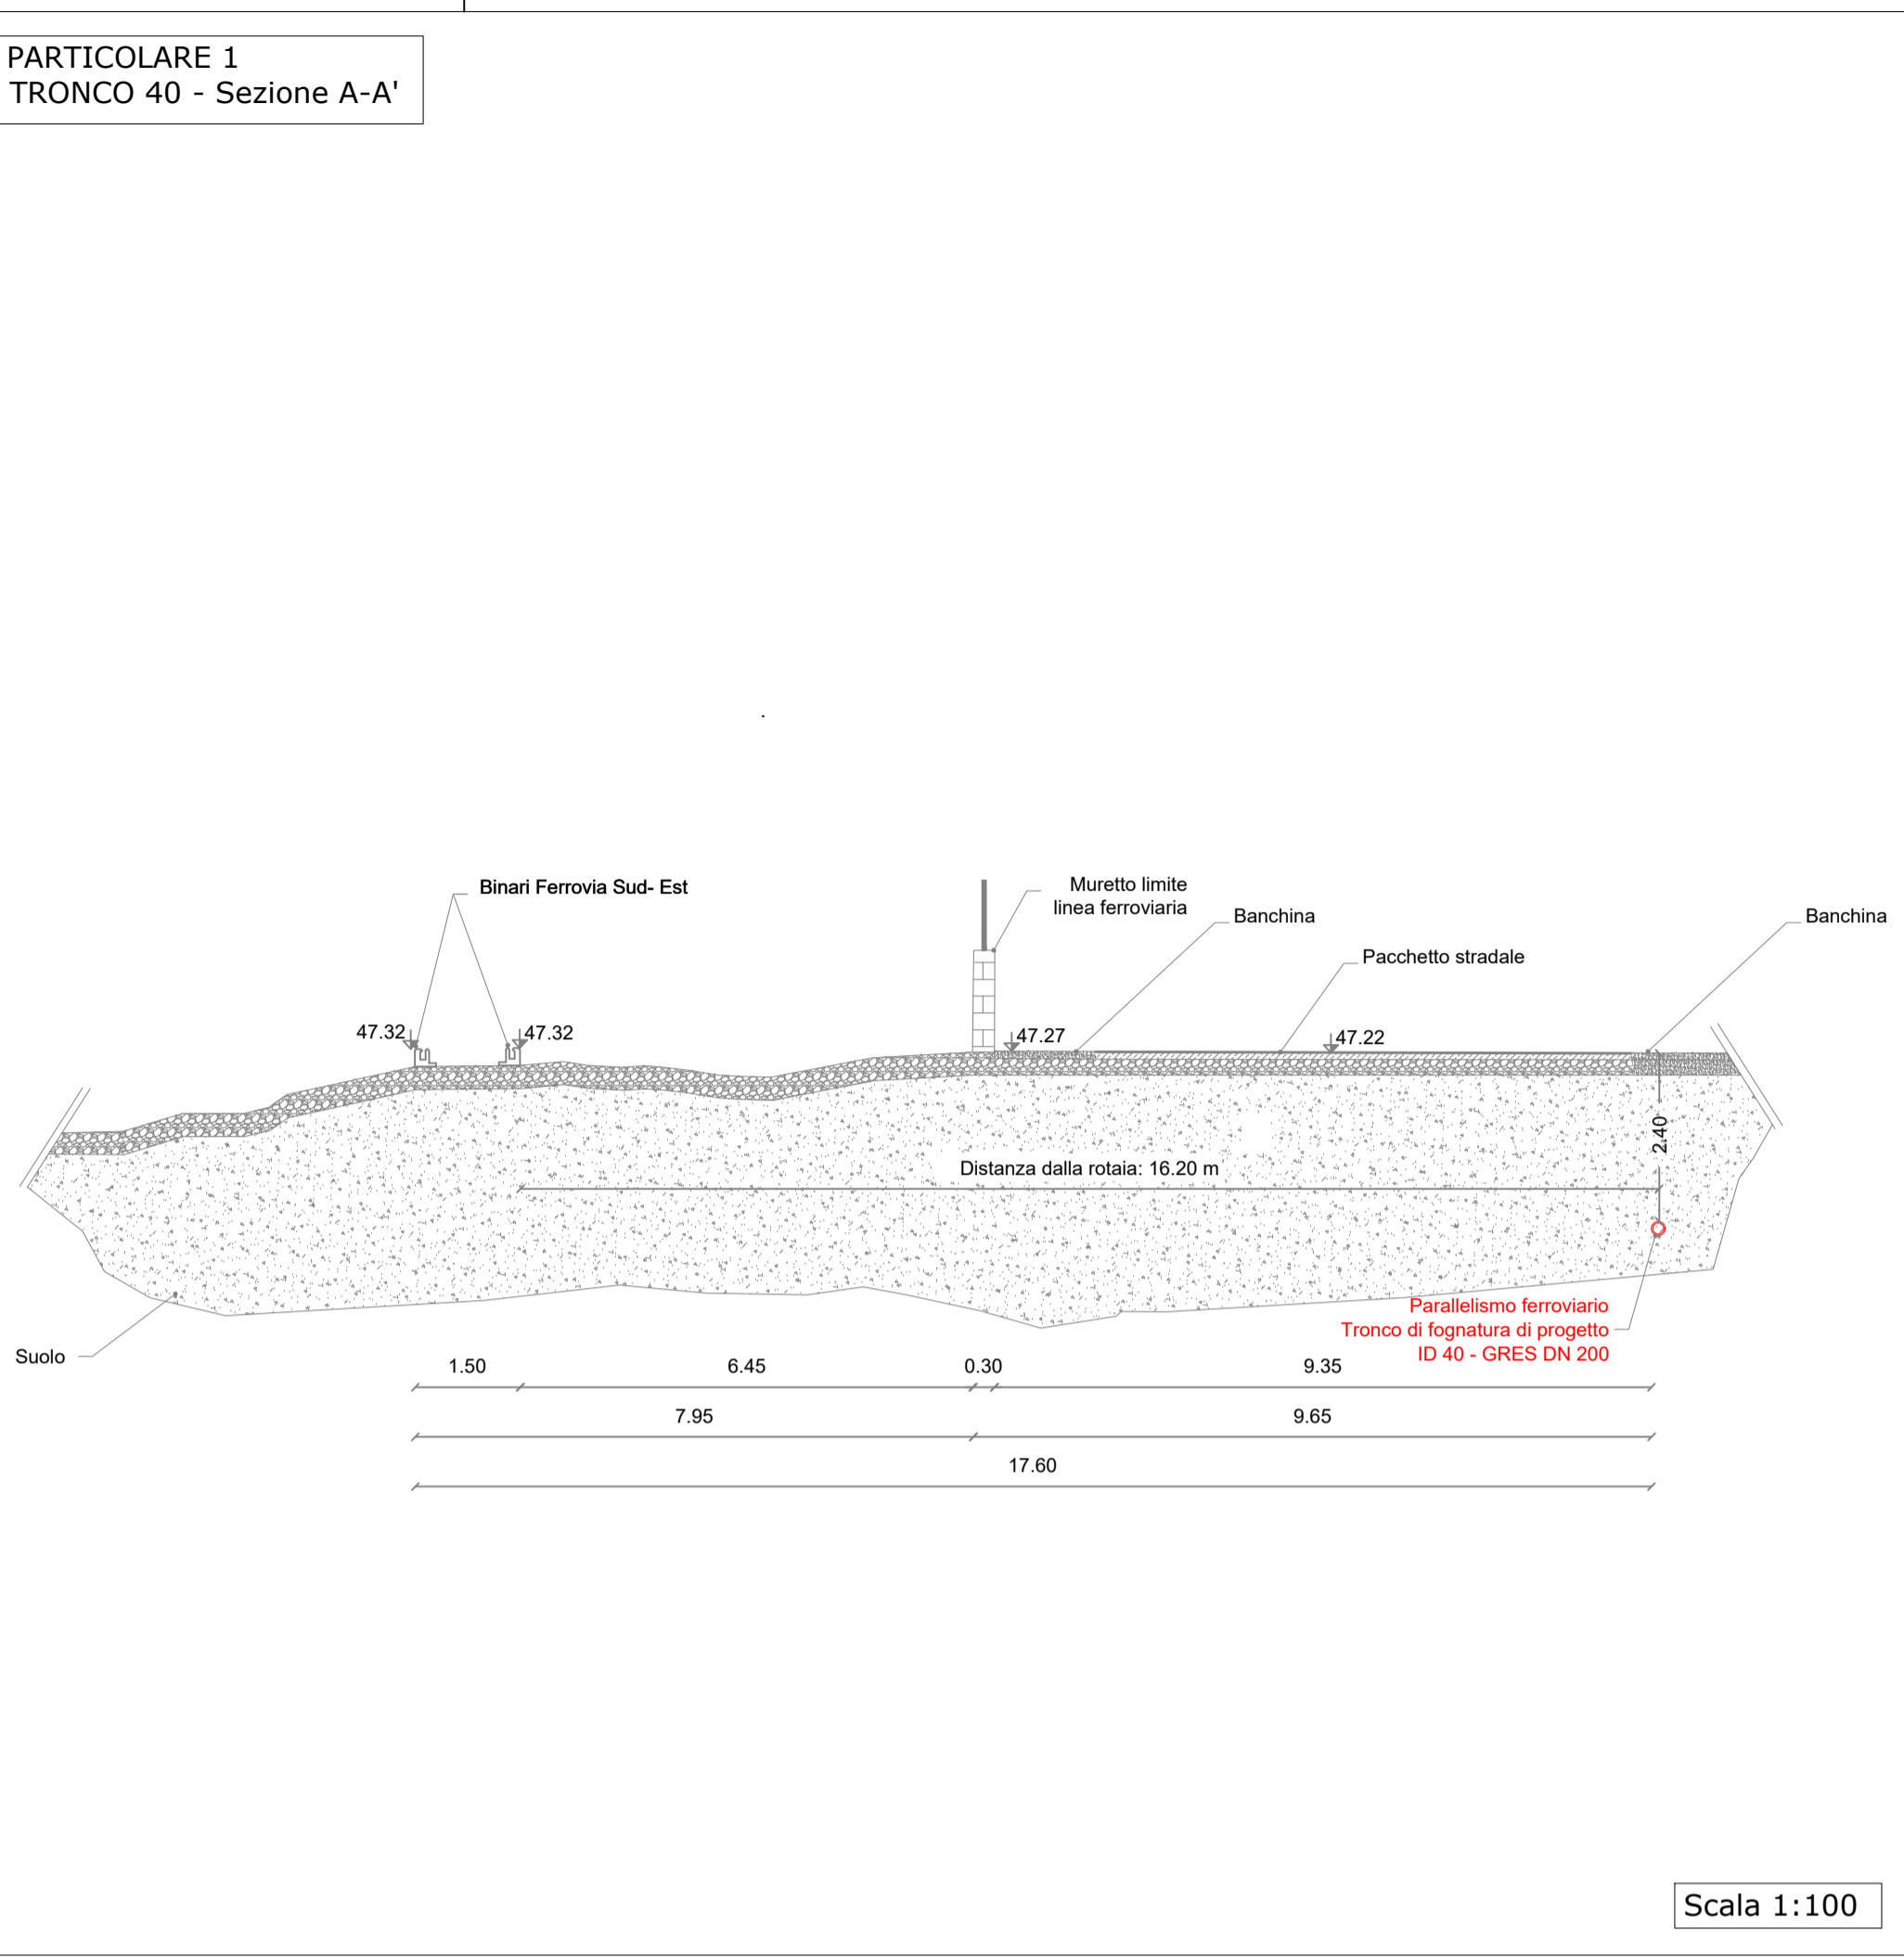 PARTICOLARE 1
TRONCO 40 - Sezione A-A'
Binari Ferrovia Sud- Est
Muretto limite
linea ferroviaria
Banchina
Banchina
Pacchetto stradale
47.32
47.32
47.27
47.22
2.40
Distanza dalla rotaia: 16.20 m
Parallelismo ferroviario
Tronco di fognatura di progetto
ID 40 - GRES DN 200
Suolo
1.50
6.45
0.30
9.35
7.95
9.65
17.60
Scala 1:100